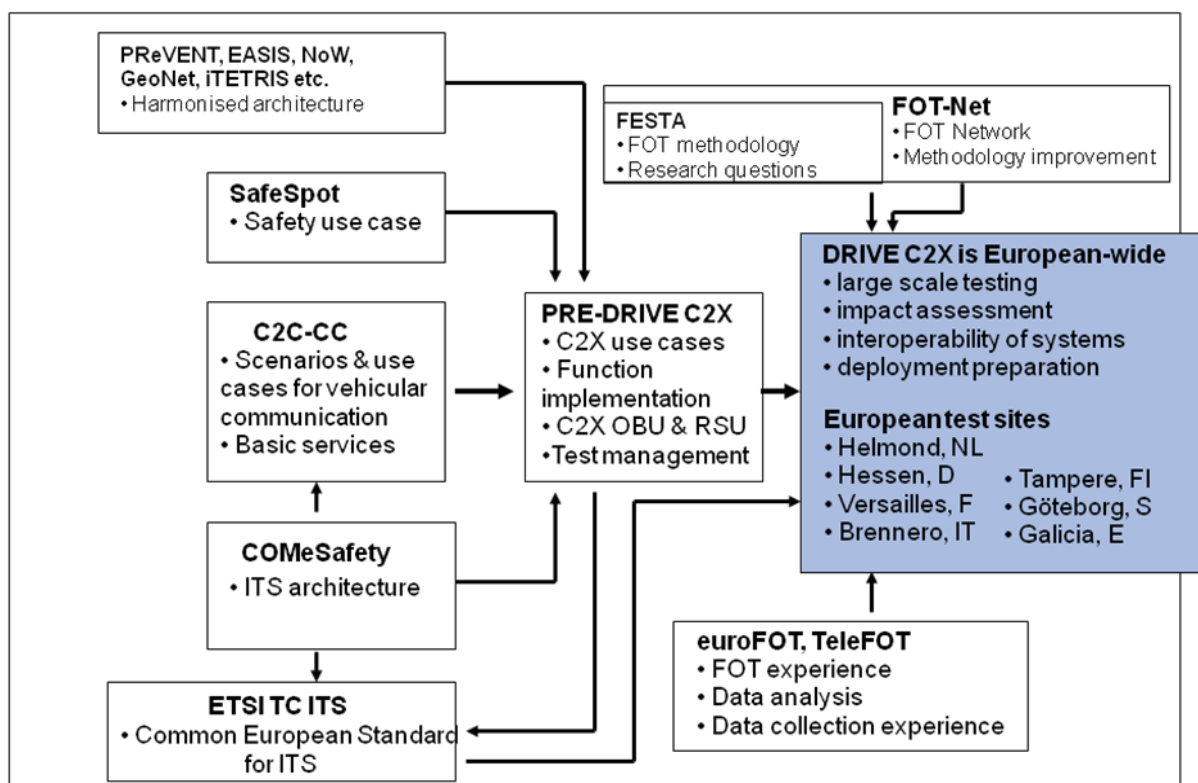 PReVENT, EASIS, NoW,
GeoNet, iTETRIS etc.
• Harmonised architecture
SafeSpot
• Safety use case
C2C-CC
• Scenarios & use
cases for vehicular
communication
• Basic services
COMeSafety
• ITS architecture
ETSI TC ITS
• Common European Standard
for ITS
PRE-DRIVE C2X
• C2X use cases
• Function
implementation
• C2X OBU & RSU
•Test management
FESTA
• FOT methodology
• Research questions
FOT-Net
• FOT Network
• Methodology improvement
DRIVE C2X is European-wide
• large scale testing
• impact assessment
• interoperability of systems
• deployment preparation
European test sites
• Helmond, NL
• Hessen, D
• Versailles, F
• Brennero, IT
• Tampere, FI
• Göteborg, S
• Galicia, E
euroFOT, TeleFOT
• FOT experience
• Data analysis
• Data collection experience